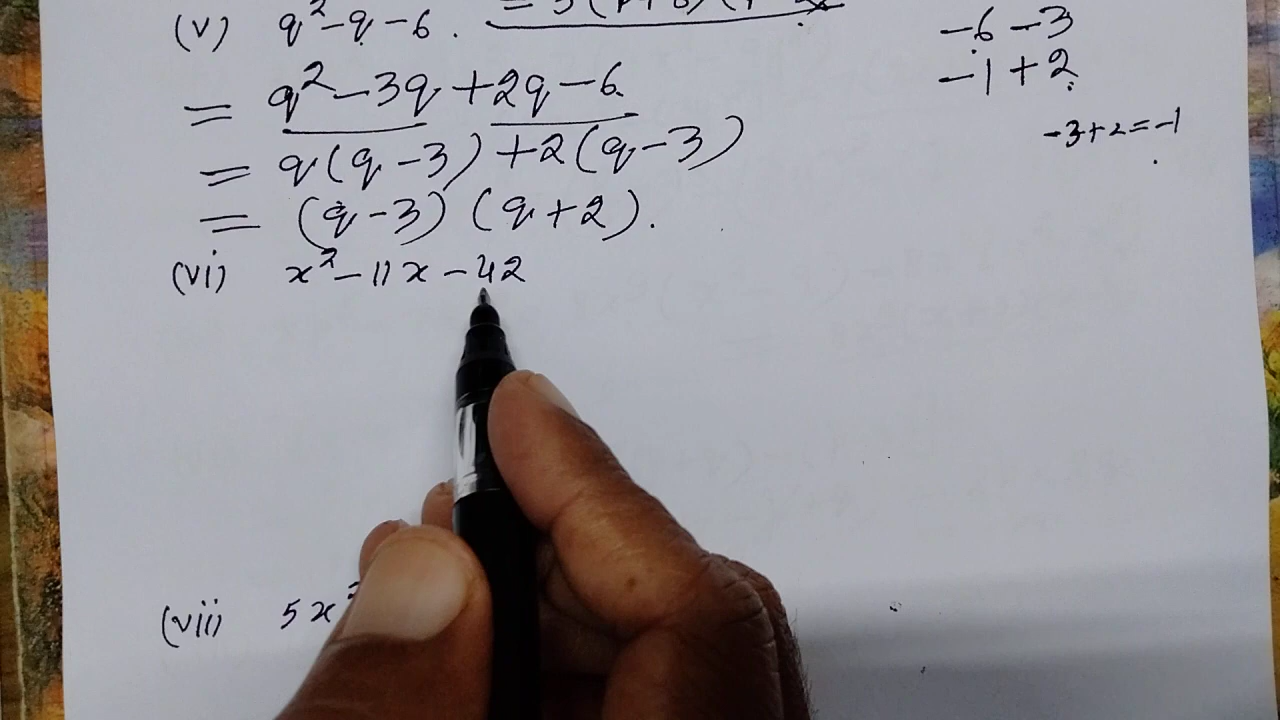 (v) q² - q - 6 .
-6 -3
-1 +2
= q² - 3q + 2q - 6
-3+2=-1
= q(q - 3) +2(q - 3)
= (q - 3) (q + 2).
(vi) x² - 11x - 42
(vii) 5x²